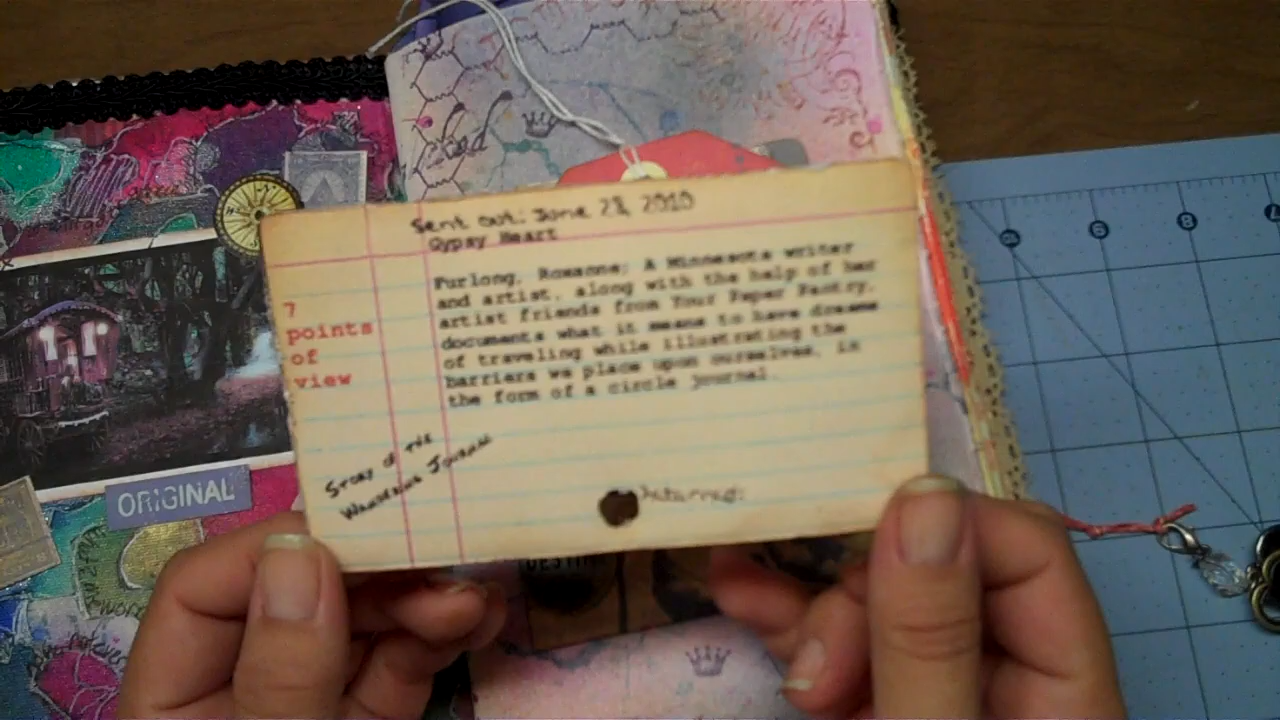 Sent out: June 28, 2010
Gypsy Heart
Furlong, Roxanne; A Minnesota writer
and artist, along with the help of her
artist friends from Your Paper Pantry,
documents what it means to have dreams
of traveling while illustrating the
barriers we place upon ourselves, in
the form of a circle journal.
7
points
of
view
Story of the
Wandering Journal
Returned:
ORIGINAL